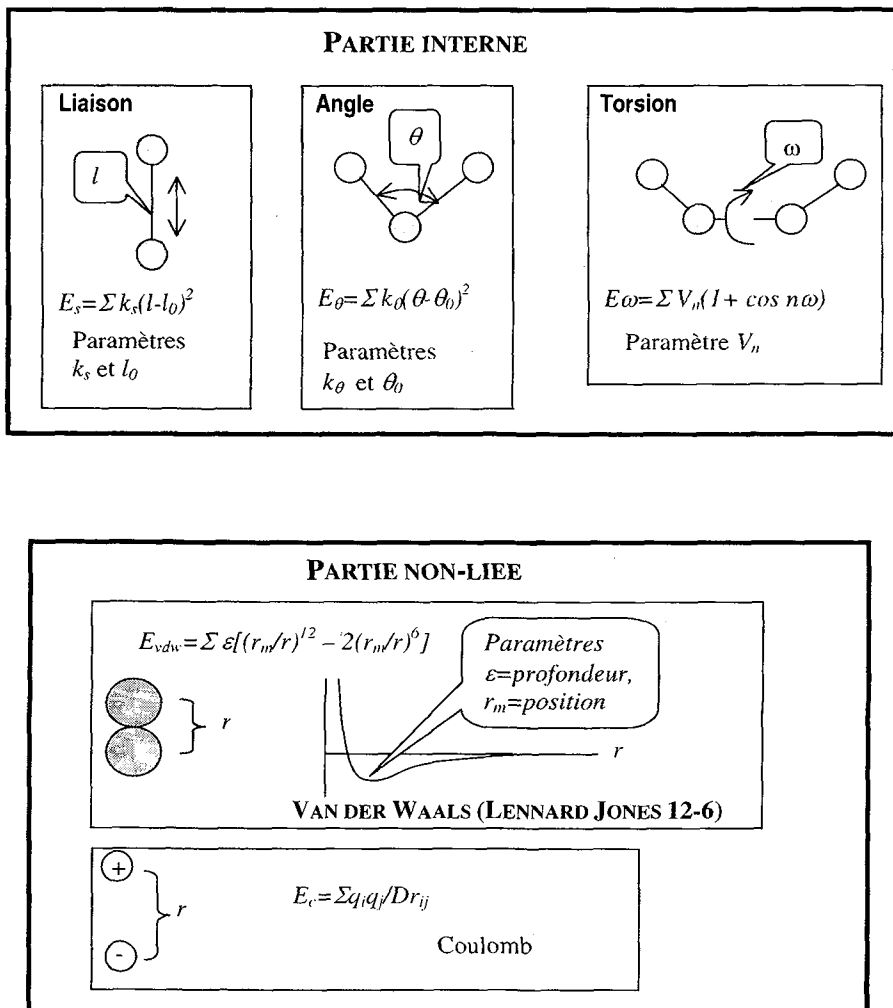 PARTIE INTERNE
Liaison
l
E_s=Σ k_s(l-l_0)^2
Paramètres
k_s et l_0
Angle
θ
E_θ=Σ k_θ(θ-θ_0)^2
Paramètres
k_θ et θ_0
Torsion
ω
Eω=Σ V_n(1+ cos nω)
Paramètre V_n
PARTIE NON-LIEE
E_vdw=Σ ε[(r_m/r)^12 – 2(r_m/r)^6]
Paramètres
ε=profondeur,
r_m=position
r
r
VAN DER WAALS (LENNARD JONES 12-6)
+
r
-
E_c=Σq_iq_j/Dr_ij
Coulomb